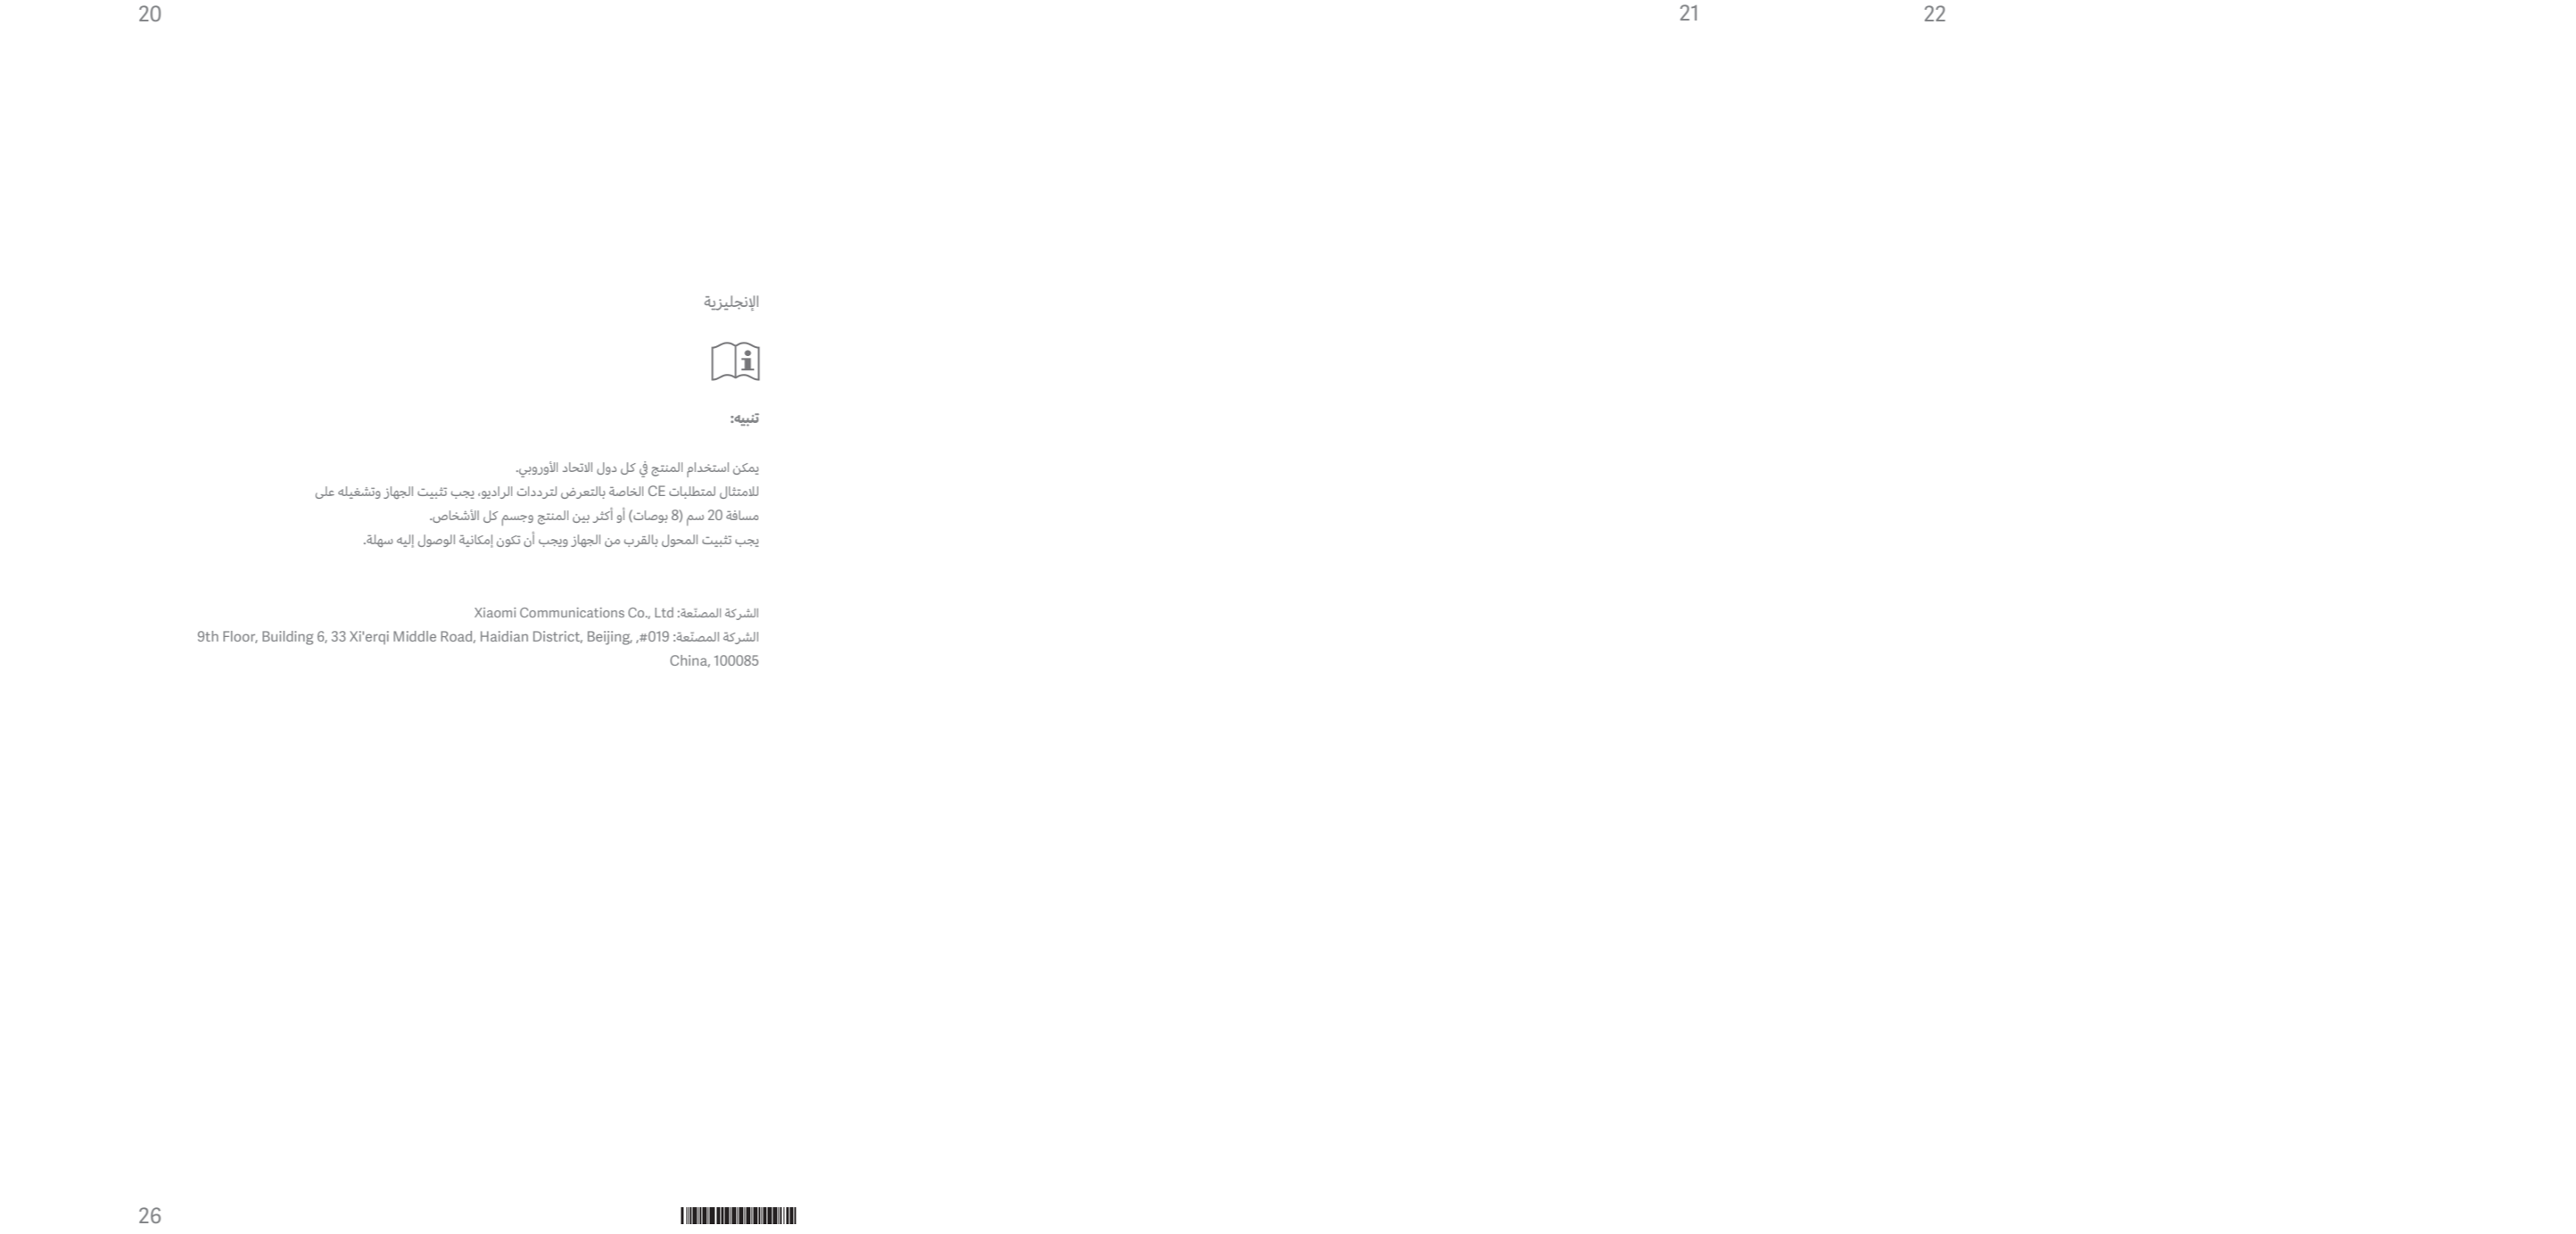 20
21
22
الإنجليزية
تنبيه:
يمكن استخدام المنتج في كل دول الاتحاد الأوروبي.
للامتثال لمتطلبات CE الخاصة بالتعرض لترددات الراديو، يجب تثبيت الجهاز وتشغيله على
مسافة 20 سم (8 بوصات) أو أكثر بين المنتج وجسم كل الأشخاص.
يجب تثبيت المحول بالقرب من الجهاز ويجب أن تكون إمكانية الوصول إليه سهلة.
الشركة المصنّعة: Xiaomi Communications Co., Ltd
الشركة المصنّعة: 019#, 9th Floor, Building 6, 33 Xi'erqi Middle Road, Haidian District, Beijing,
China, 100085
26